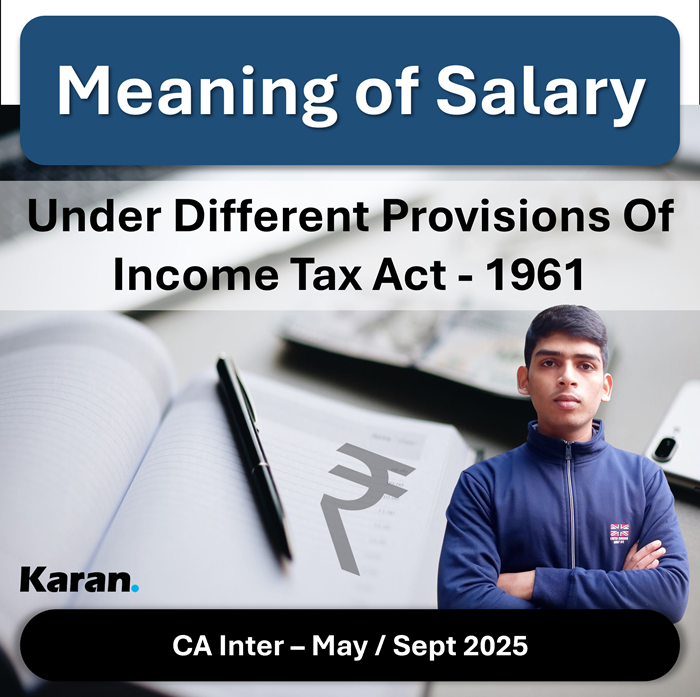 Meaning of Salary
Under Different Provisions Of
Income Tax Act - 1961
₹
Karan.
CA Inter – May / Sept 2025